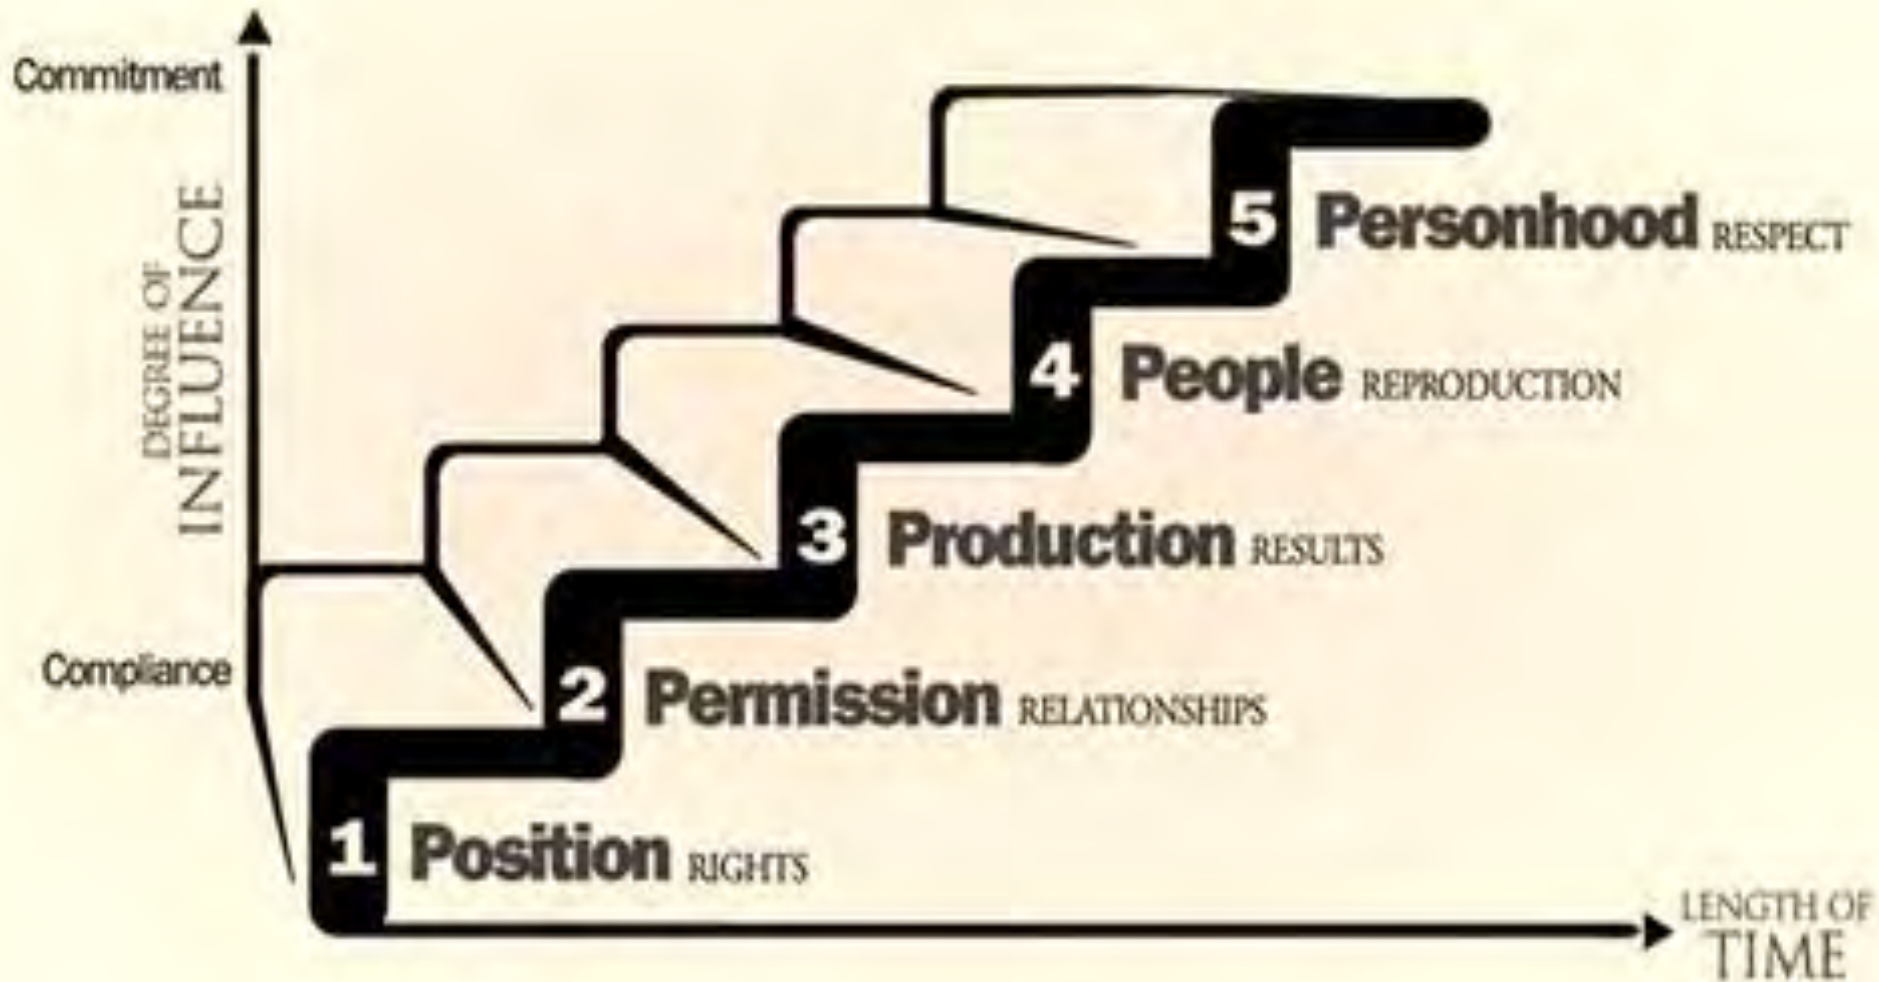 Commitment
DEGREE OF
INFLUENCE
Compliance
5 Personhood RESPECT
4 People REPRODUCTION
3 Production RESULTS
2 Permission RELATIONSHIPS
1 Position RIGHTS
LENGTH OF
TIME